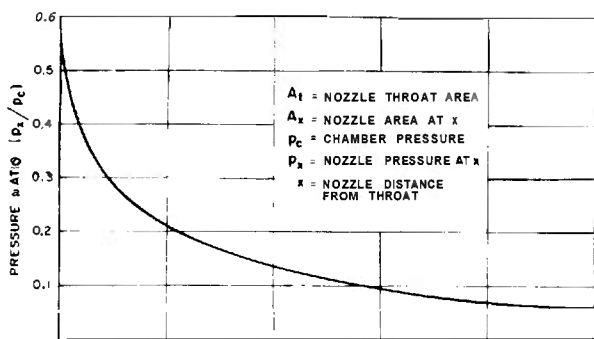 0.6
0.5
0.4
0.3
0.2
0.1
PRESSURE RATIO (Px/Pc)
At = NOZZLE THROAT AREA
Ax = NOZZLE AREA AT x
Pc = CHAMBER PRESSURE
Px = NOZZLE PRESSURE AT x
x = NOZZLE DISTANCE
FROM THROAT